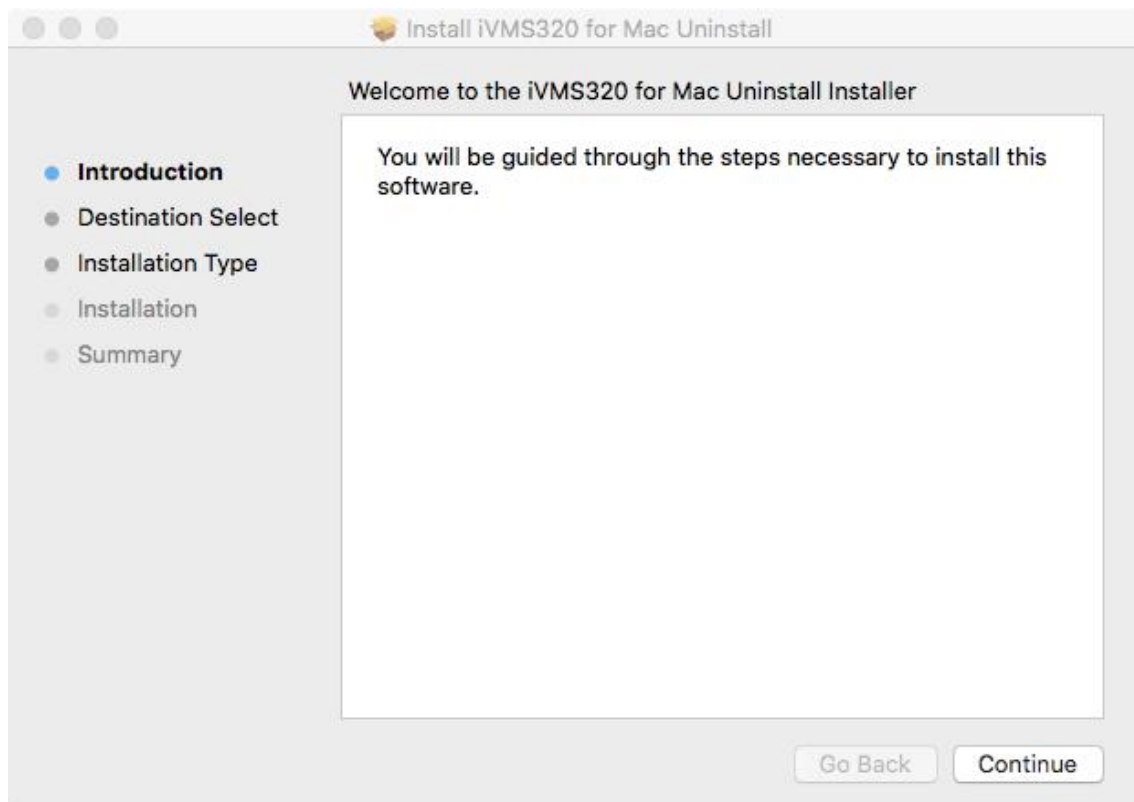 Install iVMS320 for Mac Uninstall
Welcome to the iVMS320 for Mac Uninstall Installer
Introduction
Destination Select
Installation Type
Installation
Summary
You will be guided through the steps necessary to install this
software.
Go Back
Continue